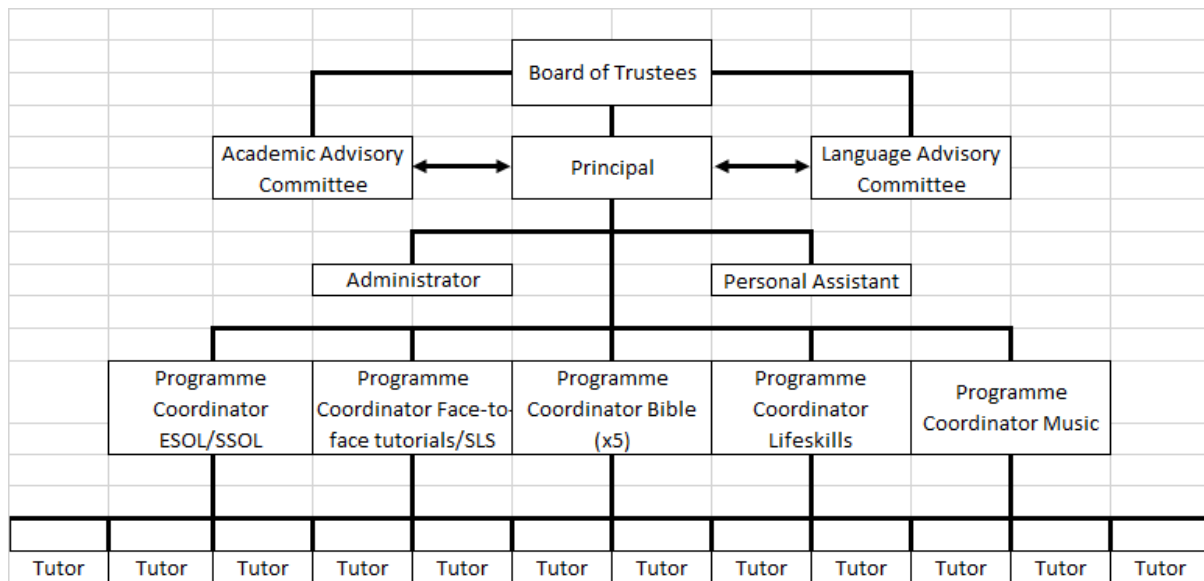 Board of Trustees
Academic Advisory
Committee
Principal
Language Advisory
Committee
Administrator
Personal Assistant
Programme
Coordinator
ESOL/SSOL
Programme
Coordinator Face-to-
face tutorials/SLS
Programme
Coordinator Bible
(x5)
Programme
Coordinator
Lifeskills
Programme
Coordinator Music
Tutor Tutor Tutor Tutor Tutor Tutor Tutor Tutor Tutor Tutor Tutor Tutor